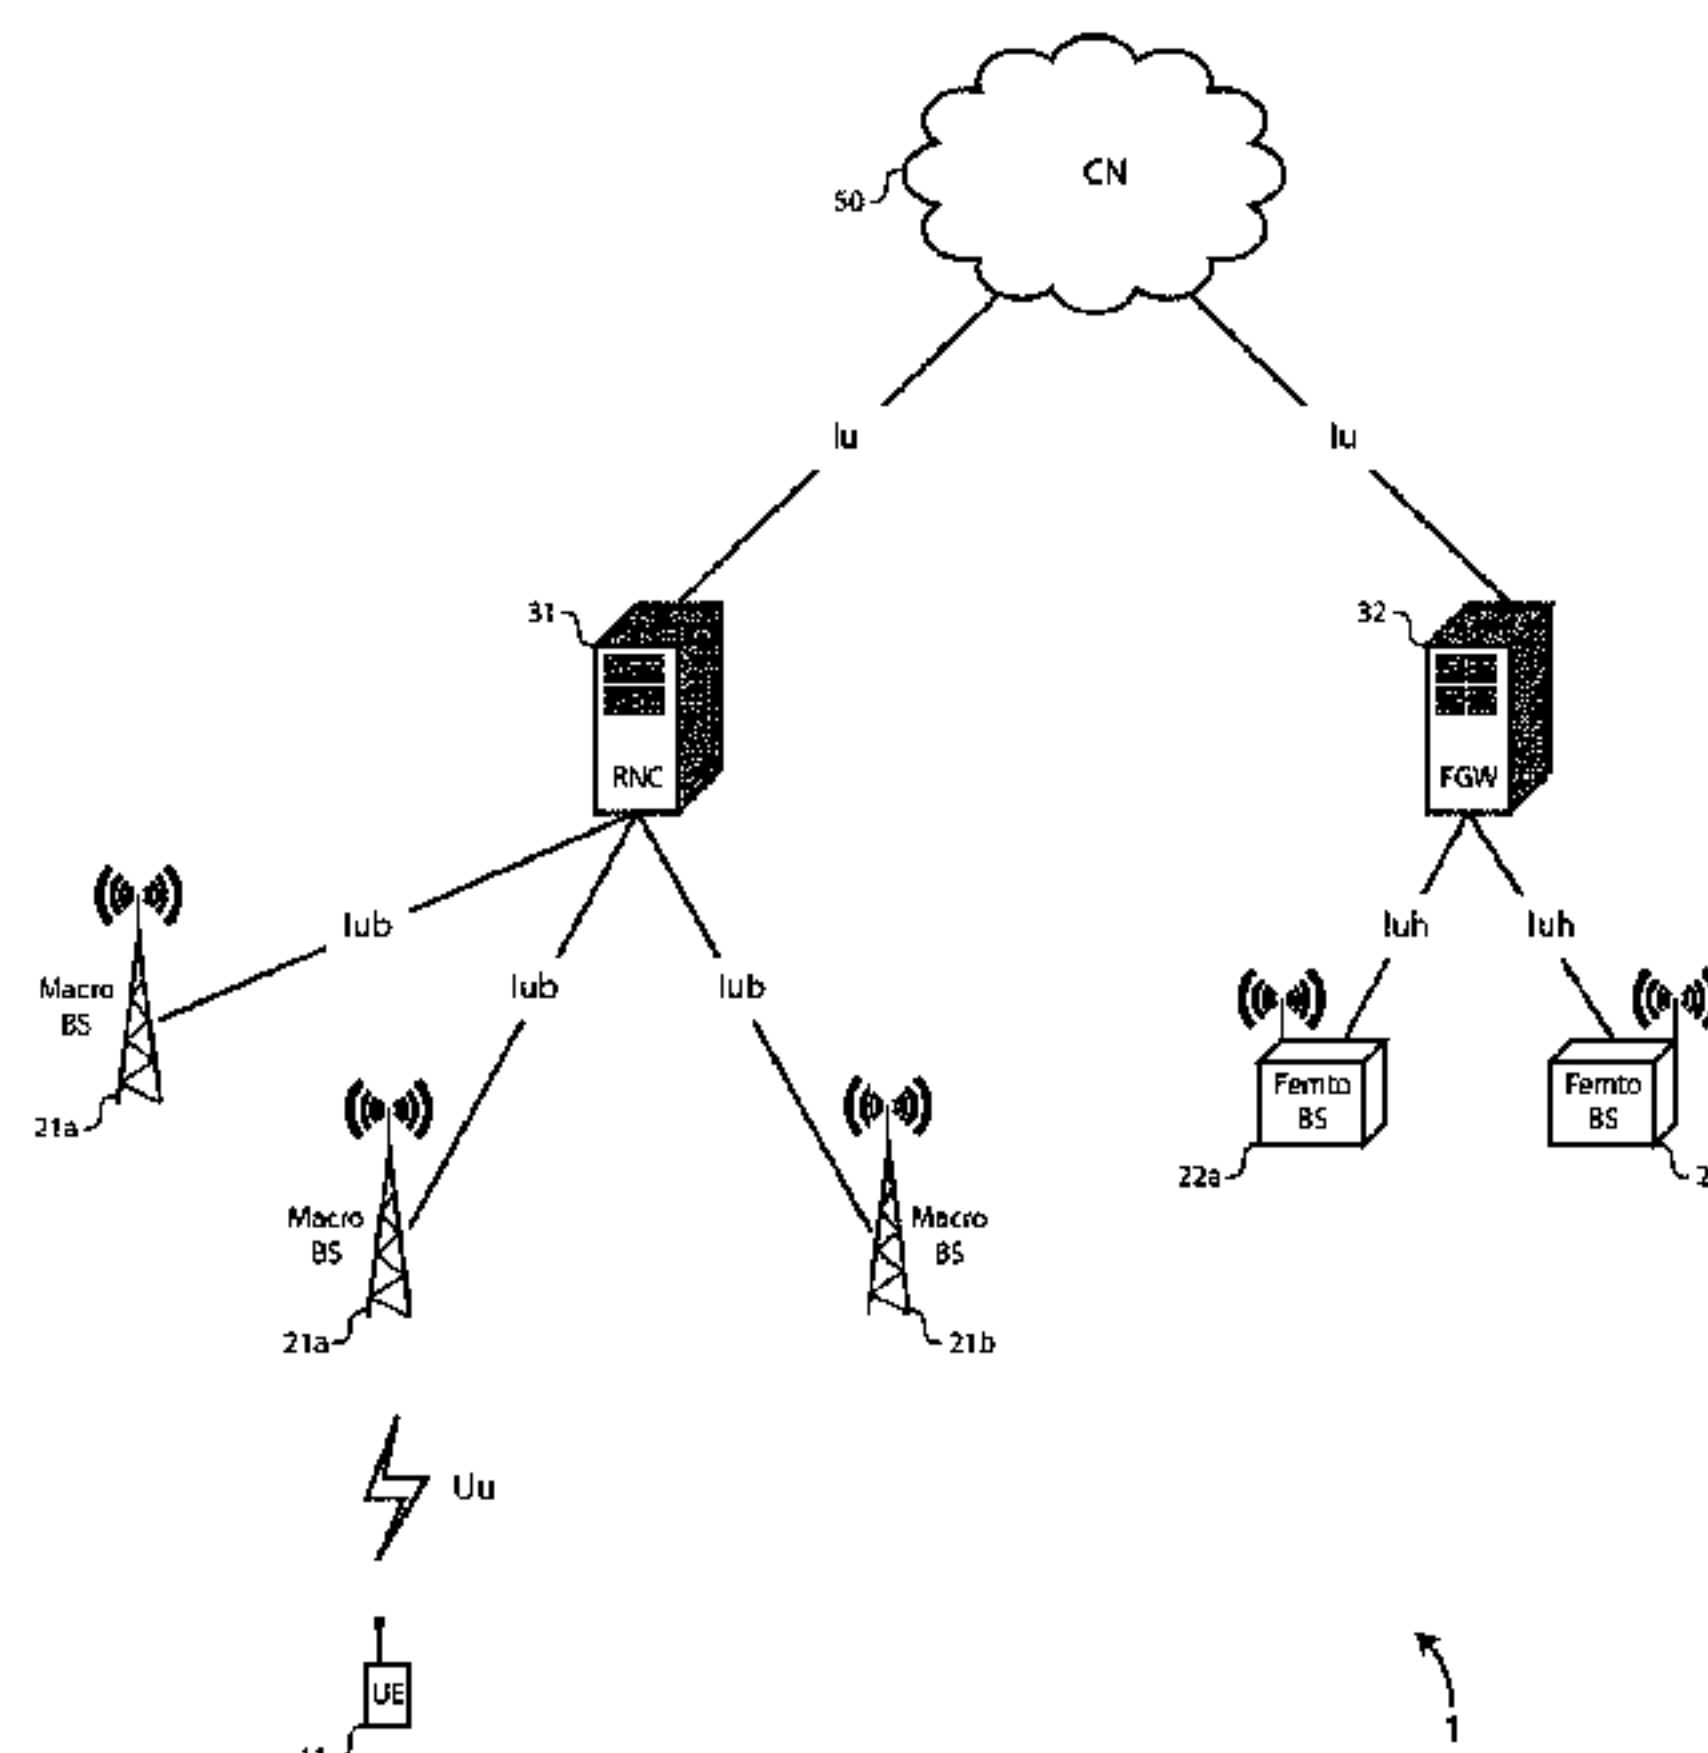 CN
50
Iu
Iu
31
32
RNC
FGW
Iub
Iuh
Iuh
Iub
Iub
Macro
BS
Femto
BS
Femto
BS
21a
22a
Macro
BS
Macro
BS
21a
21b
Uu
UE
1